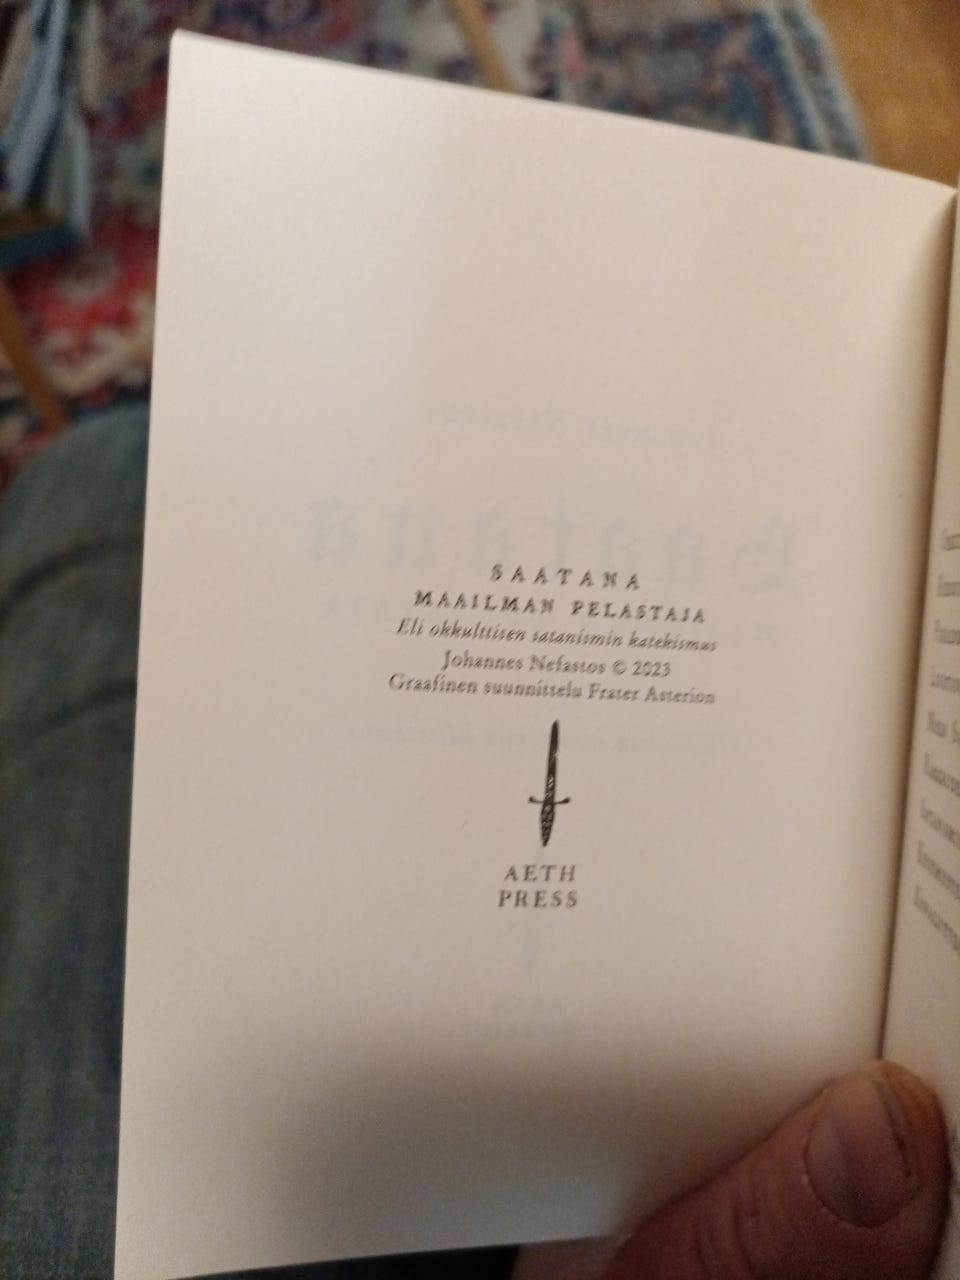 SAATANA
MAAILMAN PELASTAJA
Eli okkulttisen satanismin katekismus
Johannes Nefastos © 2023
Graafinen suunnittelu Frater Asterion
AETH
PRESS